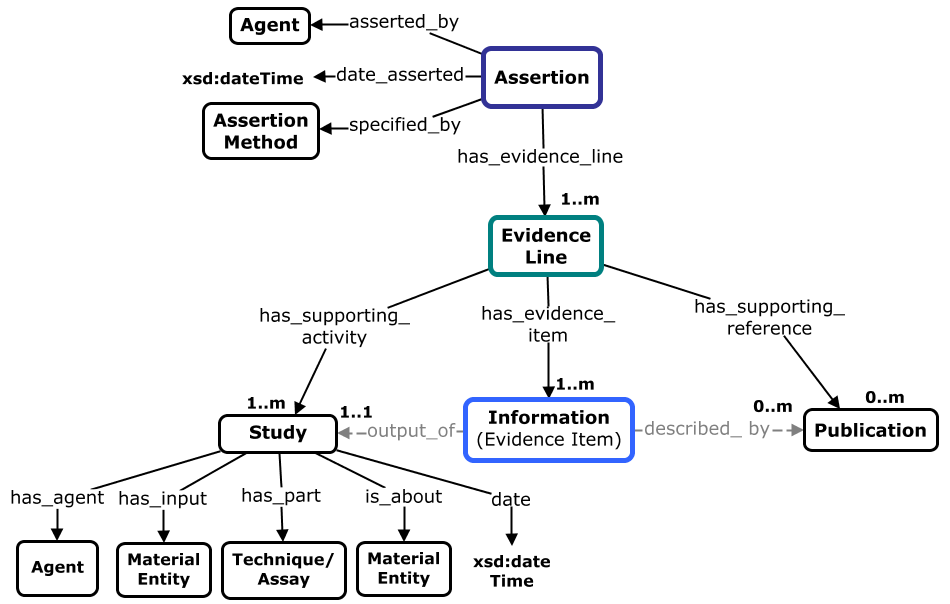 Agent
asserted_by
xsd:dateTime
date_asserted
Assertion
Assertion
Method
specified_by
has_evidence_line
1..m
Evidence
Line
has_supporting_
activity
has_evidence_
item
has_supporting_
reference
1..m
1..1
1..m
0..m
0..m
Study
output_of
Information
(Evidence Item)
described_ by
Publication
has_agent
has_input
has_part
is_about
date
Agent
Material
Entity
Technique/
Assay
Material
Entity
xsd:date
Time